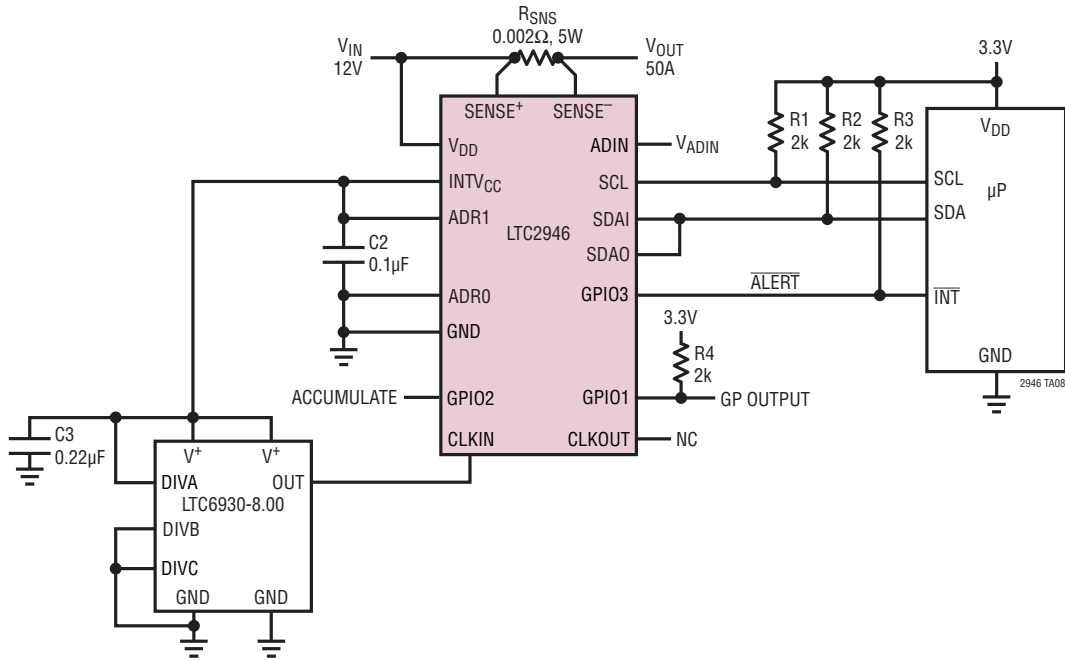 RSNS
0.002Ω, 5W
VIN
12V
VOUT
50A
3.3V
SENSE+
SENSE–
R1
2k
R2
2k
R3
2k
VDD
VDD
ADIN
VADIN
INTVCC
SCL
SCL
µP
ADR1
SDAI
SDA
LTC2946
C2
0.1µF
SDAO
ADR0
GPIO3
ALERT
INT
GND
3.3V
R4
2k
GND
2946 TA08
ACCUMULATE
GPIO2
GPIO1
GP OUTPUT
CLKIN
CLKOUT
NC
C3
0.22µF
V+
V+
DIVA
OUT
LTC6930-8.00
DIVB
DIVC
GND
GND